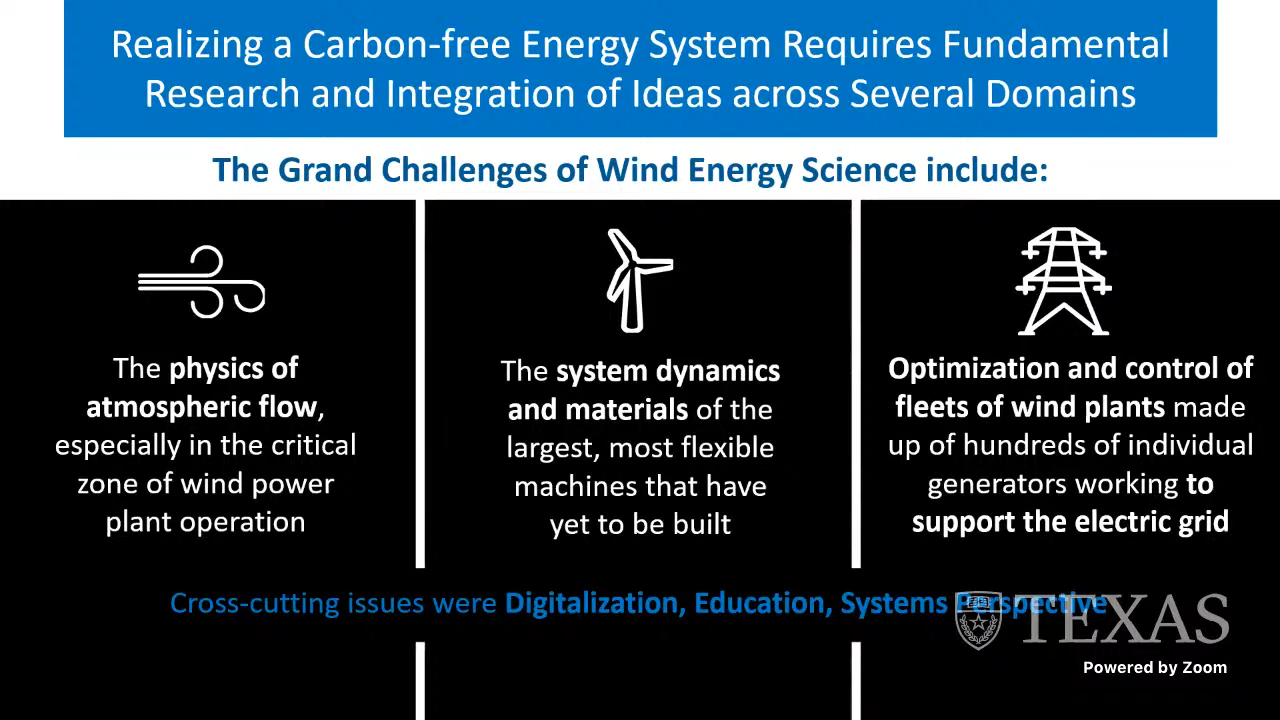 Realizing a Carbon-free Energy System Requires Fundamental
Research and Integration of Ideas across Several Domains
The Grand Challenges of Wind Energy Science include:
The physics of
atmospheric flow,
especially in the critical
zone of wind power
plant operation
The system dynamics
and materials of the
largest, most flexible
machines that have
yet to be built
Optimization and control of
fleets of wind plants made
up of hundreds of individual
generators working to
support the electric grid
Cross-cutting issues were Digitalization, Education, Systems Perspective
TEXAS
Powered by Zoom